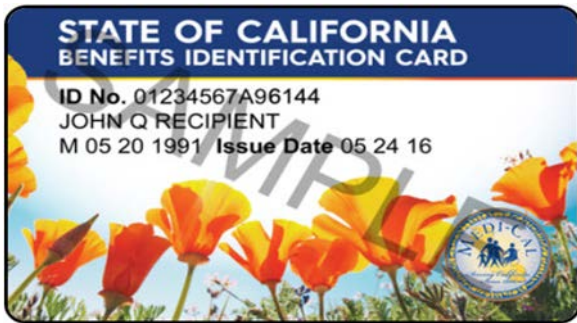 STATE OF CALIFORNIA
BENEFITS IDENTIFICATION CARD
ID No. 01234567A96144
JOHN Q RECIPIENT
M 05 20 1991 Issue Date 05 24 16
SAMPLE
MEDI-CAL